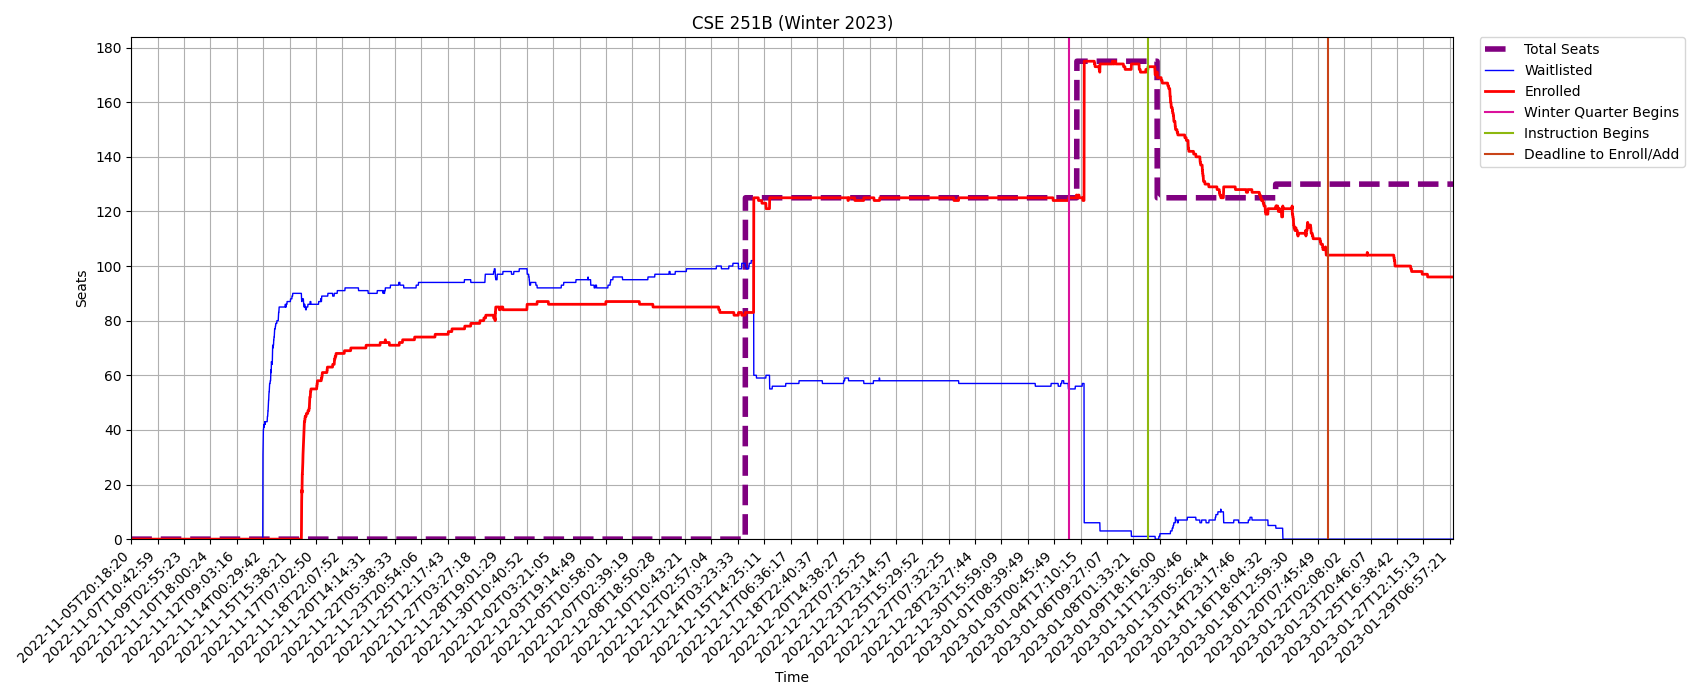 CSE 251B (Winter 2023)
Total Seats
Waitlisted
Enrolled
Winter Quarter Begins
Instruction Begins
Deadline to Enroll/Add
Seats
180
160
140
120
100
80
60
40
20
0
2022-11-05T20:18:20
2022-11-07T10:42:59
2022-11-09T02:55:23
2022-11-10T18:00:24
2022-11-12T09:03:16
2022-11-14T00:29:42
2022-11-15T15:38:21
2022-11-17T07:02:50
2022-11-18T22:07:52
2022-11-20T14:14:31
2022-11-22T05:38:33
2022-11-23T20:54:06
2022-11-25T12:17:43
2022-11-27T03:27:18
2022-11-28T19:01:29
2022-11-30T10:40:52
2022-12-02T03:21:05
2022-12-03T19:14:49
2022-12-05T10:58:01
2022-12-07T02:39:19
2022-12-08T18:50:28
2022-12-10T10:43:21
2022-12-12T02:57:04
2022-12-14T03:23:33
2022-12-15T14:25:11
2022-12-17T06:36:17
2022-12-18T22:40:37
2022-12-20T14:38:27
2022-12-22T07:25:25
2022-12-23T23:14:57
2022-12-25T15:29:52
2022-12-27T07:32:25
2022-12-28T23:27:44
2022-12-30T15:59:09
2023-01-01T08:39:49
2023-01-03T00:45:49
2023-01-04T17:10:15
2023-01-06T09:27:07
2023-01-08T01:33:21
2023-01-09T18:16:00
2023-01-11T12:30:46
2023-01-13T05:26:44
2023-01-14T23:17:46
2023-01-16T18:04:32
2023-01-18T12:59:30
2023-01-20T07:45:49
2023-01-22T02:08:02
2023-01-23T20:46:07
2023-01-25T16:38:42
2023-01-27T12:15:13
2023-01-29T06:57:21
Time